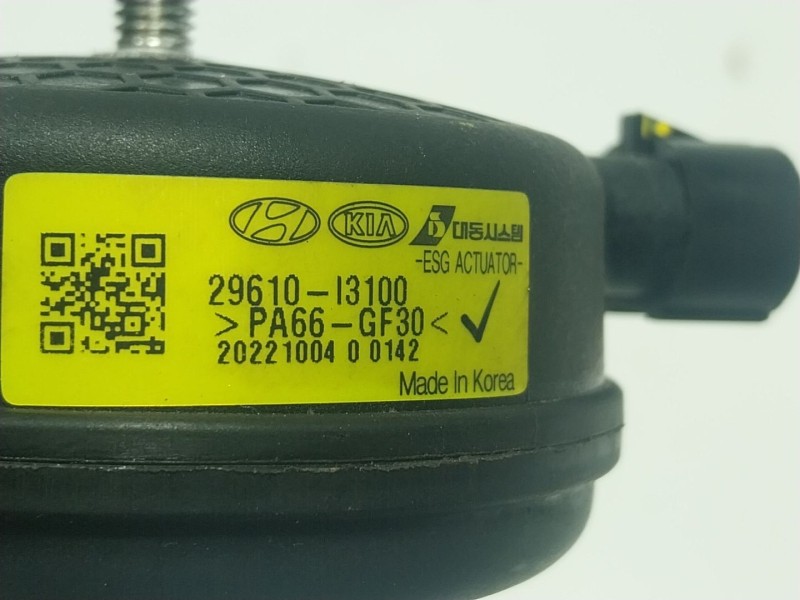 KIA 대동시스템
-ESG ACTUATOR-
29610-I3100
>PA66-GF30<
20221004 0 0142
Made In Korea